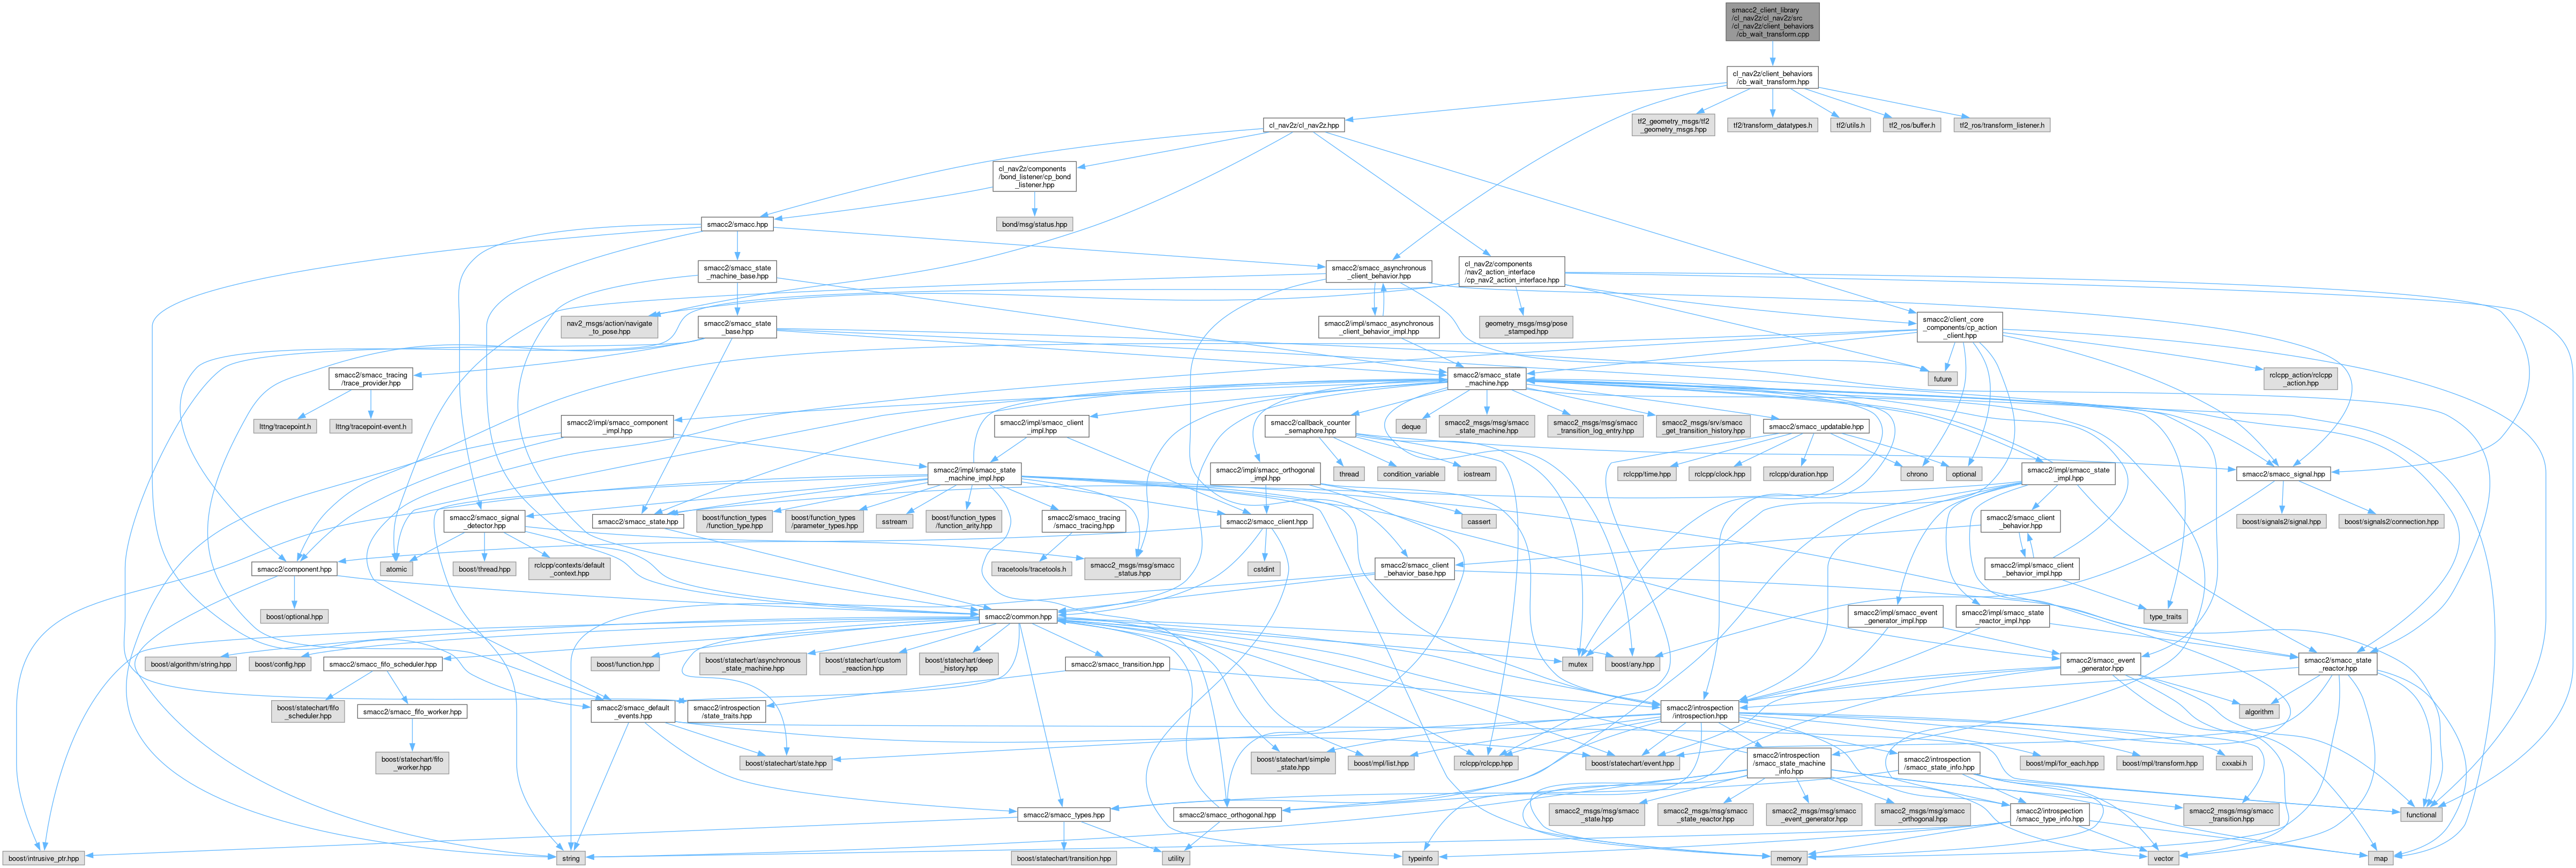 smacc2_client_library
/cl_nav2z/cl_nav2z/src
/cl_nav2z/client_behaviors
/cb_wait_transform.cpp
cl_nav2z/client_behaviors
/cb_wait_transform.hpp
cl_nav2z/cl_nav2z.hpp
tf2_geometry_msgs/tf2
_geometry_msgs.hpp
tf2/transform_datatypes.h
tf2/utils.h
tf2_ros/buffer.h
tf2_ros/transform_listener.h
cl_nav2z/components
/bond_listener/cp_bond
_listener.hpp
smacc2/smacc.hpp
bond/msg/status.hpp
smacc2/smacc_state
_machine_base.hpp
smacc2/smacc_asynchronous
_client_behavior.hpp
cl_nav2z/components
/nav2_action_interface
/cp_nav2_action_interface.hpp
nav2_msgs/action/navigate
_to_pose.hpp
smacc2/smacc_state
_base.hpp
smacc2/impl/smacc_asynchronous
_client_behavior_impl.hpp
geometry_msgs/msg/pose
_stamped.hpp
smacc2/client_core
_components/cp_action
_client.hpp
smacc2/smacc_tracing
/trace_provider.hpp
smacc2/smacc_state
_machine.hpp
future
rclcpp_action/rclcpp
_action.hpp
lttng/tracepoint.h
lttng/tracepoint-event.h
smacc2/impl/smacc_component
_impl.hpp
smacc2/impl/smacc_client
_impl.hpp
smacc2/callback_counter
_semaphore.hpp
deque
smacc2_msgs/msg/smacc
_state_machine.hpp
smacc2_msgs/msg/smacc
_transition_log_entry.hpp
smacc2_msgs/srv/smacc
_get_transition_history.hpp
smacc2/smacc_updatable.hpp
smacc2/impl/smacc_state
_machine_impl.hpp
smacc2/impl/smacc_orthogonal
_impl.hpp
thread
condition_variable
iostream
rclcpp/time.hpp
rclcpp/clock.hpp
rclcpp/duration.hpp
chrono
optional
smacc2/impl/smacc_state
_impl.hpp
smacc2/smacc_signal.hpp
smacc2/smacc_signal
_detector.hpp
smacc2/smacc_state.hpp
boost/function_types
/function_type.hpp
boost/function_types
/parameter_types.hpp
sstream
boost/function_types
/function_arity.hpp
smacc2/smacc_tracing
/smacc_tracing.hpp
smacc2/smacc_client.hpp
cassert
smacc2/smacc_client
_behavior.hpp
boost/signals2/signal.hpp
boost/signals2/connection.hpp
smacc2/component.hpp
atomic
boost/thread.hpp
rclcpp/contexts/default
_context.hpp
tracetools/tracetools.h
smacc2_msgs/msg/smacc
_status.hpp
cstdint
smacc2/smacc_client
_behavior_base.hpp
smacc2/impl/smacc_client
_behavior_impl.hpp
boost/optional.hpp
smacc2/common.hpp
smacc2/impl/smacc_event
_generator_impl.hpp
smacc2/impl/smacc_state
_reactor_impl.hpp
type_traits
boost/algorithm/string.hpp
boost/config.hpp
smacc2/smacc_fifo_scheduler.hpp
boost/function.hpp
boost/statechart/asynchronous
_state_machine.hpp
boost/statechart/custom
_reaction.hpp
boost/statechart/deep
_history.hpp
smacc2/smacc_transition.hpp
mutex
boost/any.hpp
smacc2/smacc_event
_generator.hpp
smacc2/smacc_state
_reactor.hpp
boost/statechart/fifo
_scheduler.hpp
smacc2/smacc_fifo_worker.hpp
smacc2/smacc_default
_events.hpp
smacc2/introspection
/state_traits.hpp
smacc2/introspection
/introspection.hpp
algorithm
boost/statechart/fifo
_worker.hpp
boost/statechart/state.hpp
boost/statechart/simple
_state.hpp
boost/mpl/list.hpp
rclcpp/rclcpp.hpp
boost/statechart/event.hpp
smacc2/introspection
/smacc_state_machine
_info.hpp
smacc2/introspection
/smacc_state_info.hpp
boost/mpl/for_each.hpp
boost/mpl/transform.hpp
cxxabi.h
smacc2/smacc_types.hpp
smacc2/smacc_orthogonal.hpp
smacc2_msgs/msg/smacc
_state.hpp
smacc2_msgs/msg/smacc
_state_reactor.hpp
smacc2_msgs/msg/smacc
_event_generator.hpp
smacc2_msgs/msg/smacc
_orthogonal.hpp
smacc2/introspection
/smacc_type_info.hpp
smacc2_msgs/msg/smacc
_transition.hpp
functional
boost/intrusive_ptr.hpp
string
boost/statechart/transition.hpp
utility
typeinfo
memory
vector
map